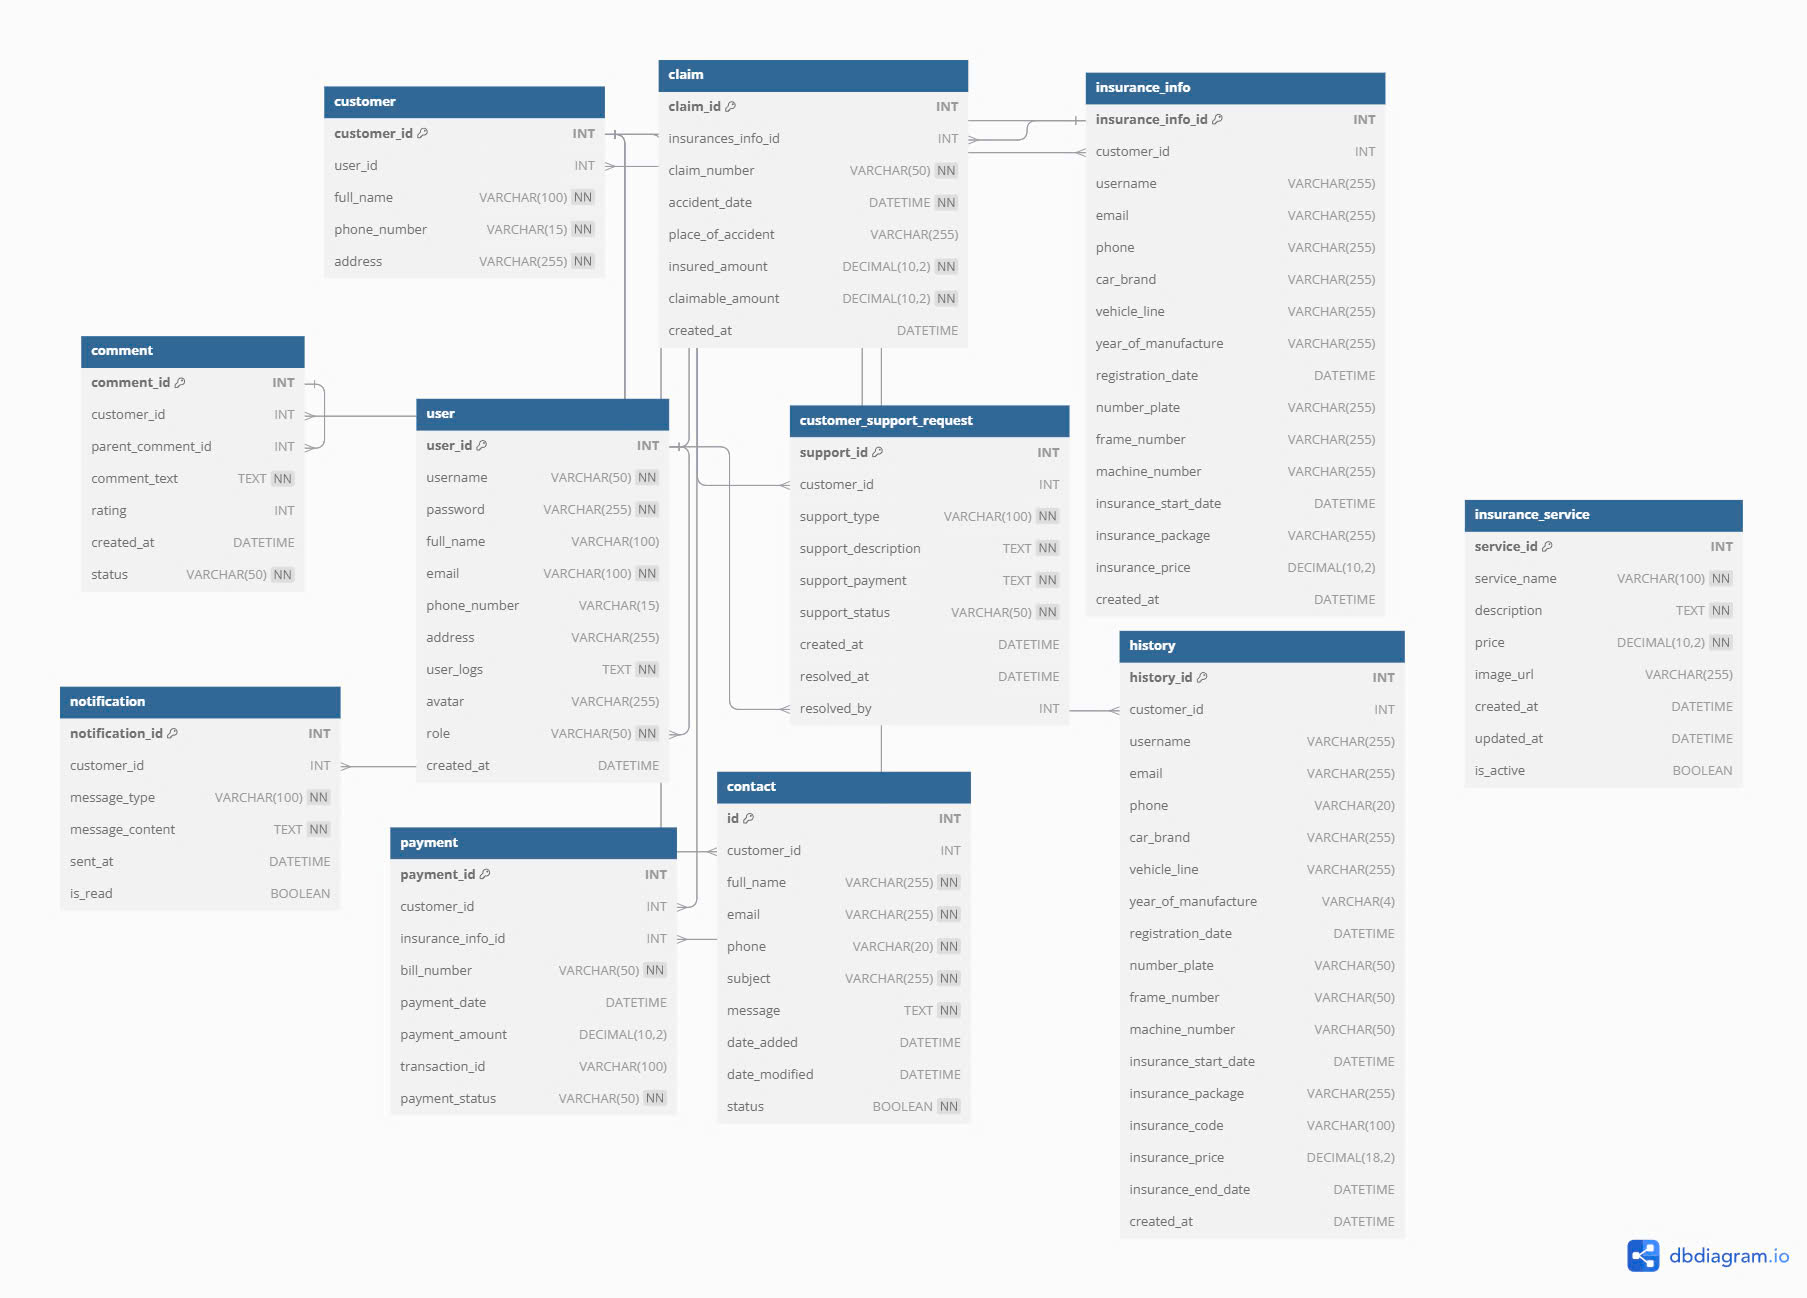 customer
customer_id INT
user_id INT
full_name VARCHAR(100) NN
phone_number VARCHAR(15) NN
address VARCHAR(255) NN
claim
claim_id INT
insurances_info_id INT
claim_number VARCHAR(50) NN
accident_date DATETIME NN
place_of_accident VARCHAR(255)
insured_amount DECIMAL(10,2) NN
claimable_amount DECIMAL(10,2) NN
created_at DATETIME
insurance_info
insurance_info_id INT
customer_id INT
username VARCHAR(255)
email VARCHAR(255)
phone VARCHAR(255)
car_brand VARCHAR(255)
vehicle_line VARCHAR(255)
year_of_manufacture VARCHAR(255)
registration_date DATETIME
number_plate VARCHAR(255)
frame_number VARCHAR(255)
machine_number VARCHAR(255)
insurance_start_date DATETIME
insurance_package VARCHAR(255)
insurance_price DECIMAL(10,2)
created_at DATETIME
comment
comment_id INT
customer_id INT
parent_comment_id INT
comment_text TEXT NN
rating INT
created_at DATETIME
status VARCHAR(50) NN
user
user_id INT
username VARCHAR(50) NN
password VARCHAR(255) NN
full_name VARCHAR(100)
email VARCHAR(100) NN
phone_number VARCHAR(15)
address VARCHAR(255)
user_logs TEXT NN
avatar VARCHAR(255)
role VARCHAR(50) NN
created_at DATETIME
customer_support_request
support_id INT
customer_id INT
support_type VARCHAR(100) NN
support_description TEXT NN
support_payment TEXT NN
support_status VARCHAR(50) NN
created_at DATETIME
resolved_at DATETIME
resolved_by INT
insurance_service
service_id INT
service_name VARCHAR(100) NN
description TEXT NN
price DECIMAL(10,2) NN
image_url VARCHAR(255)
created_at DATETIME
updated_at DATETIME
is_active BOOLEAN
notification
notification_id INT
customer_id INT
message_type VARCHAR(100) NN
message_content TEXT NN
sent_at DATETIME
is_read BOOLEAN
payment
payment_id INT
customer_id INT
insurance_info_id INT
bill_number VARCHAR(50) NN
payment_date DATETIME
payment_amount DECIMAL(10,2)
transaction_id VARCHAR(100)
payment_status VARCHAR(50) NN
contact
id INT
customer_id INT
full_name VARCHAR(255) NN
email VARCHAR(255) NN
phone VARCHAR(20) NN
subject VARCHAR(255) NN
message TEXT NN
date_added DATETIME
date_modified DATETIME
status BOOLEAN NN
history
history_id INT
customer_id INT
username VARCHAR(255)
email VARCHAR(255)
phone VARCHAR(20)
car_brand VARCHAR(255)
vehicle_line VARCHAR(255)
year_of_manufacture VARCHAR(4)
registration_date DATETIME
number_plate VARCHAR(50)
frame_number VARCHAR(50)
machine_number VARCHAR(50)
insurance_start_date DATETIME
insurance_package VARCHAR(255)
insurance_code VARCHAR(100)
insurance_price DECIMAL(18,2)
insurance_end_date DATETIME
created_at DATETIME
dbdiagram.io